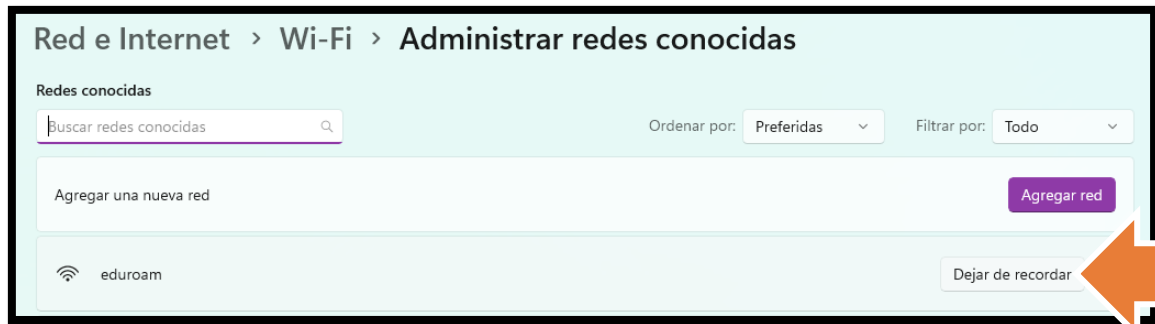 Red e Internet > Wi-Fi > Administrar redes conocidas
Redes conocidas
Buscar redes conocidas
Ordenar por: Preferidas
Filtrar por: Todo
Agregar una nueva red
Agregar red
eduroam
Dejar de recordar